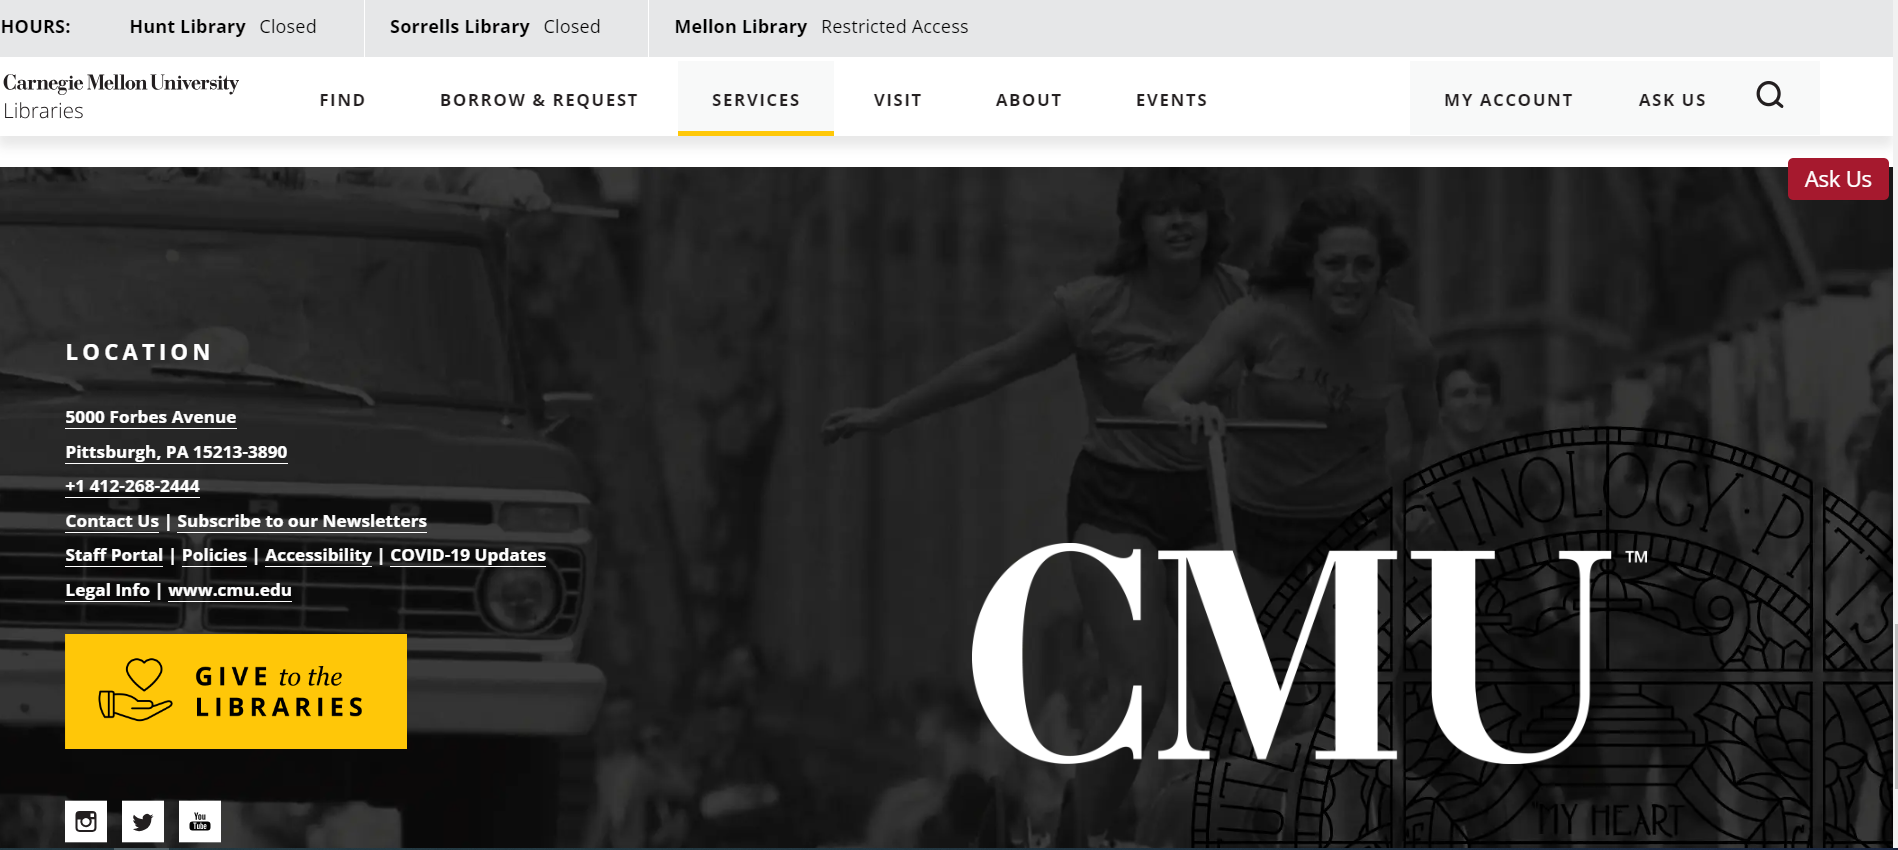 HOURS: Hunt Library Closed Sorrells Library Closed Mellon Library Restricted Access
Carnegie Mellon University
Libraries
FIND BORROW & REQUEST SERVICES VISIT ABOUT EVENTS MY ACCOUNT ASK US
Ask Us
LOCATION
5000 Forbes Avenue
Pittsburgh, PA 15213-3890
+1 412-268-2444
Contact Us | Subscribe to our Newsletters
Staff Portal | Policies | Accessibility | COVID-19 Updates
Legal Info | www.cmu.edu
GIVE to the
LIBRARIES
CMU™
"MY HEART
You
Tube